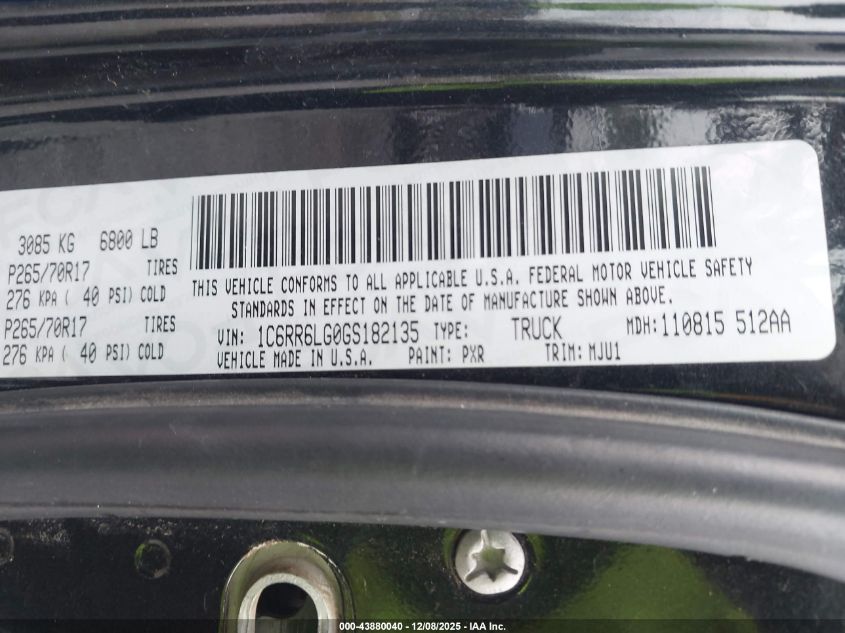 3085 KG 6800 LB
P265/70R17 TIRES
276 KPA ( 40 PSI) COLD
P265/70R17 TIRES
276 KPA ( 40 PSI) COLD
THIS VEHICLE CONFORMS TO ALL APPLICABLE U.S.A. FEDERAL MOTOR VEHICLE SAFETY
STANDARDS IN EFFECT ON THE DATE OF MANUFACTURE SHOWN ABOVE.
VIN: 1C6RR6LG0GS182135 TYPE: TRUCK MDH: 110815 512AA
VEHICLE MADE IN U.S.A. PAINT: PXR TRIM: MJU1
000-43880040 - 12/08/2025 - IAA Inc.